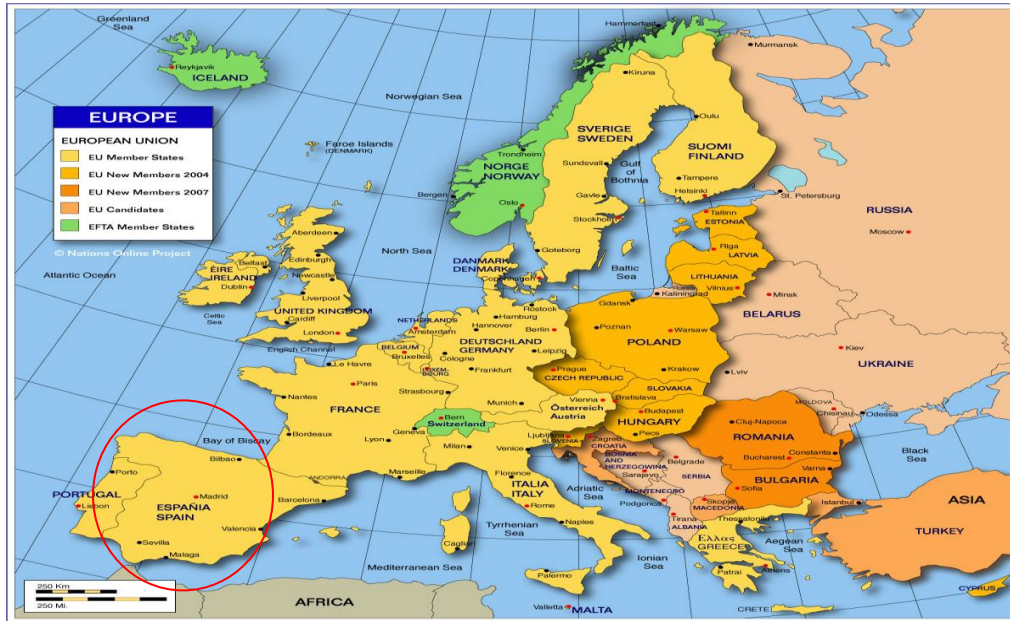 Greenland
Sea
Hammerfest
Murmansk
Reykjavik
ICELAND
Kiruna
Norwegian Sea
EUROPE
EUROPEAN UNION
EU Member States
EU New Members 2004
EU New Members 2007
EU Candidates
EFTA Member States
© Nations Online Project
Faroe Islands
(DENMARK)
Oulu
SVERIGE
SWEDEN
SUOMI
FINLAND
Trondheim
NORGE
NORWAY
Sundsvall
Gulf
of
Bothnia
Tampere
Helsinki
St. Petersburg
Bergen
Oslo
Gavle
Stockholm
Tallinn
ESTONIA
RUSSIA
Moscow
Aberdeen
North Sea
Goteborg
Riga
LATVIA
Atlantic Ocean
Edinburgh
Belfast
ÉIRE
IRELAND
Dublin
Newcastle
DANMARK
DENMARK
Copenhagen
Baltic
Sea
LITHUANIA
Vilnius
Russia
Kaliningrad
Minsk
BELARUS
Celtic
Sea
Liverpool
UNITED KINGDOM
Cardiff
London
English Channel
NETHERLANDS
Amsterdam
BELGIUM
Bruxelles
LUXEM-
BOURG
Rostock
Hamburg
Hannover
Berlin
DEUTSCHLAND
GERMANY
Leipzig
Cologne
Frankfurt
Gdansk
Poznan
Warsaw
POLAND
Krakow
Kiev
UKRAINE
Lviv
Le Havre
Paris
Strasbourg
Munich
Prague
CZECH REPUBLIC
SLOVAKIA
Bratislava
Vienna
Österreich
Austria
Budapest
HUNGARY
Pecs
MOLDOVA
Chisinau
Odessa
Nantes
FRANCE
Bern
Switzerland
Geneva
Lyon
Bordeaux
Bay of Biscay
Bilbao
Milan
Venice
Ljubljana
SLOVENIA
Zagreb
CROATIA
BOSNIA
AND
HERZEGOWINA
Sarajevo
Belgrade
SERBIA
Cluj-Napoca
ROMANIA
Bucharest
Constanta
Varna
BULGARIA
Sofia
Black
Sea
Porto
PORTUGAL
Lisbon
Madrid
ESPAÑIA
SPAIN
ANDORRA
Barcelona
Valencia
Sevilla
Malaga
Marseille
Florence
ITALIA
ITALY
Rome
Adriatic
Sea
MONTENEGRO
Podgorica
Skopje
MACEDONIA
Tirana
ALBANIA
Thessaloniki
Istanbul
ASIA
TURKEY
Naples
Tyrrhenian
Sea
Cagliari
Mediterranean Sea
Palermo
Ionian
Sea
Ελλας
GREECE
Aegean
Sea
Patrai
Athens
CYPRUS
CRETE
Valletta
MALTA
AFRICA
250 Km
250 Mi.